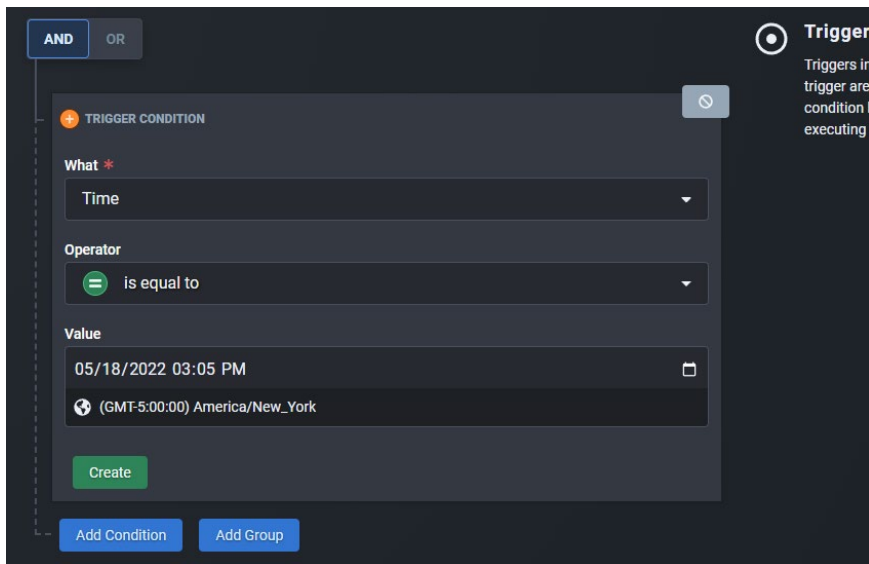 AND OR
Trigger
Triggers in
trigger are
condition
executing
TRIGGER CONDITION
What *
Time
Operator
is equal to
Value
05/18/2022 03:05 PM
(GMT-5:00:00) America/New_York
Create
Add Condition Add Group